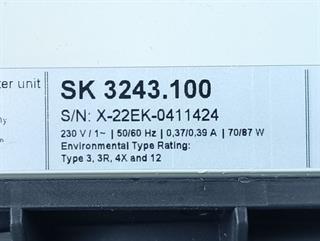 ter unit
SK 3243.100
S/N: X-22EK-0411424
230 V / 1~ | 50/60 Hz | 0,37/0,39 A | 70/87 W
Environmental Type Rating:
Type 3, 3R, 4X and 12